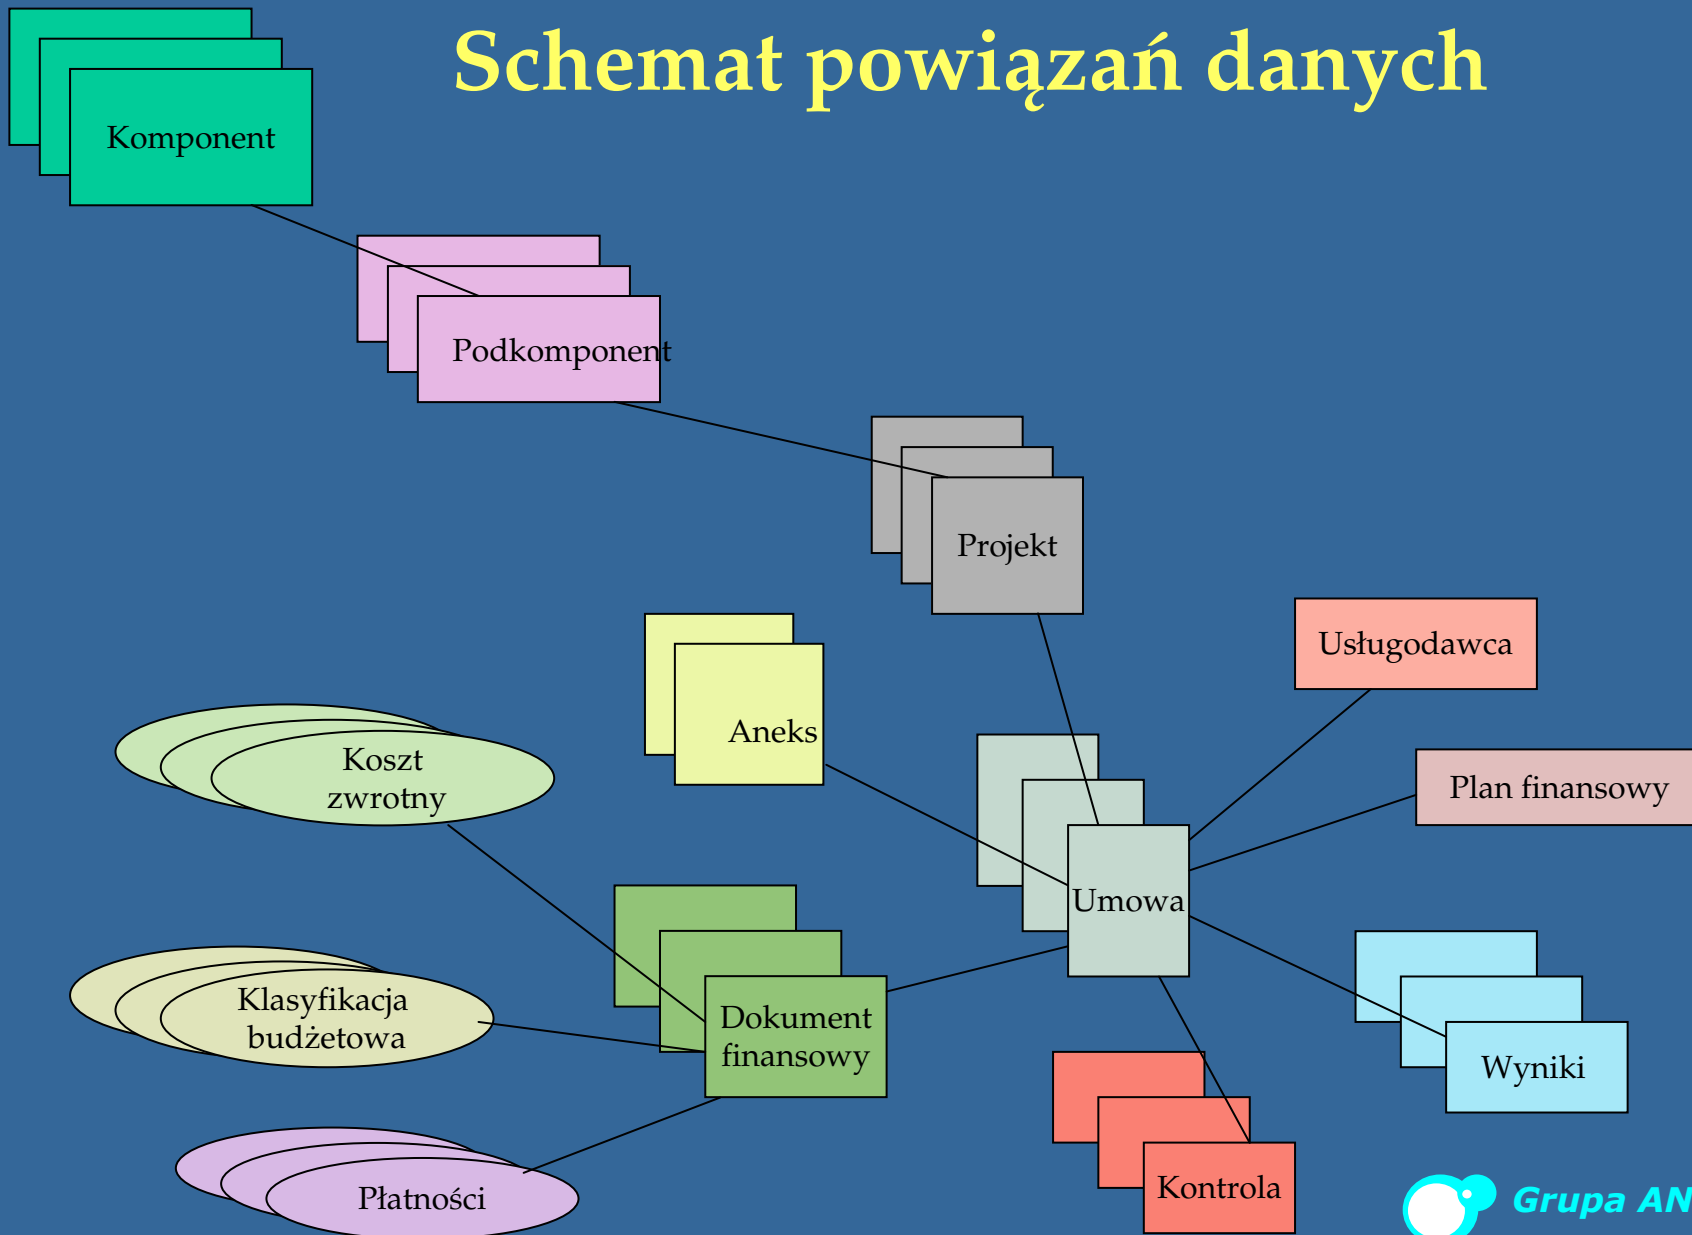 Schemat powiązań danych
Komponent
Podkomponent
Projekt
Usługodawca
Aneks
Koszt
zwrotny
Plan finansowy
Umowa
Klasyfikacja
budżetowa
Dokument
finansowy
Wyniki
Płatności
Kontrola
Grupa AN